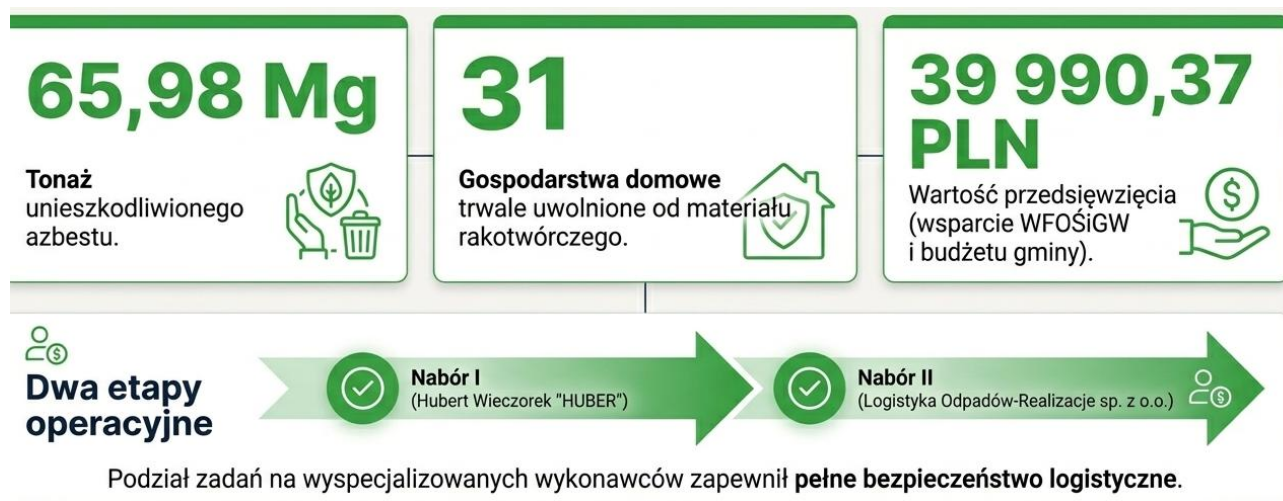 65,98 Mg
Tonaż
unieszkodliwionego
azbestu.
31
Gospodarstwa domowe
trwale uwolnione od materiału
rakotwórczego.
39 990,37
PLN
Wartość przedsięwzięcia
(wsparcie WFOŚiGW
i budżetu gminy).
Dwa etapy
operacyjne
Nabór I
(Hubert Wieczorek "HUBER")
Nabór II
(Logistyka Odpadów-Realizacje sp. z o.o.)
Podział zadań na wyspecjalizowanych wykonawców zapewnił pełne bezpieczeństwo logistyczne.